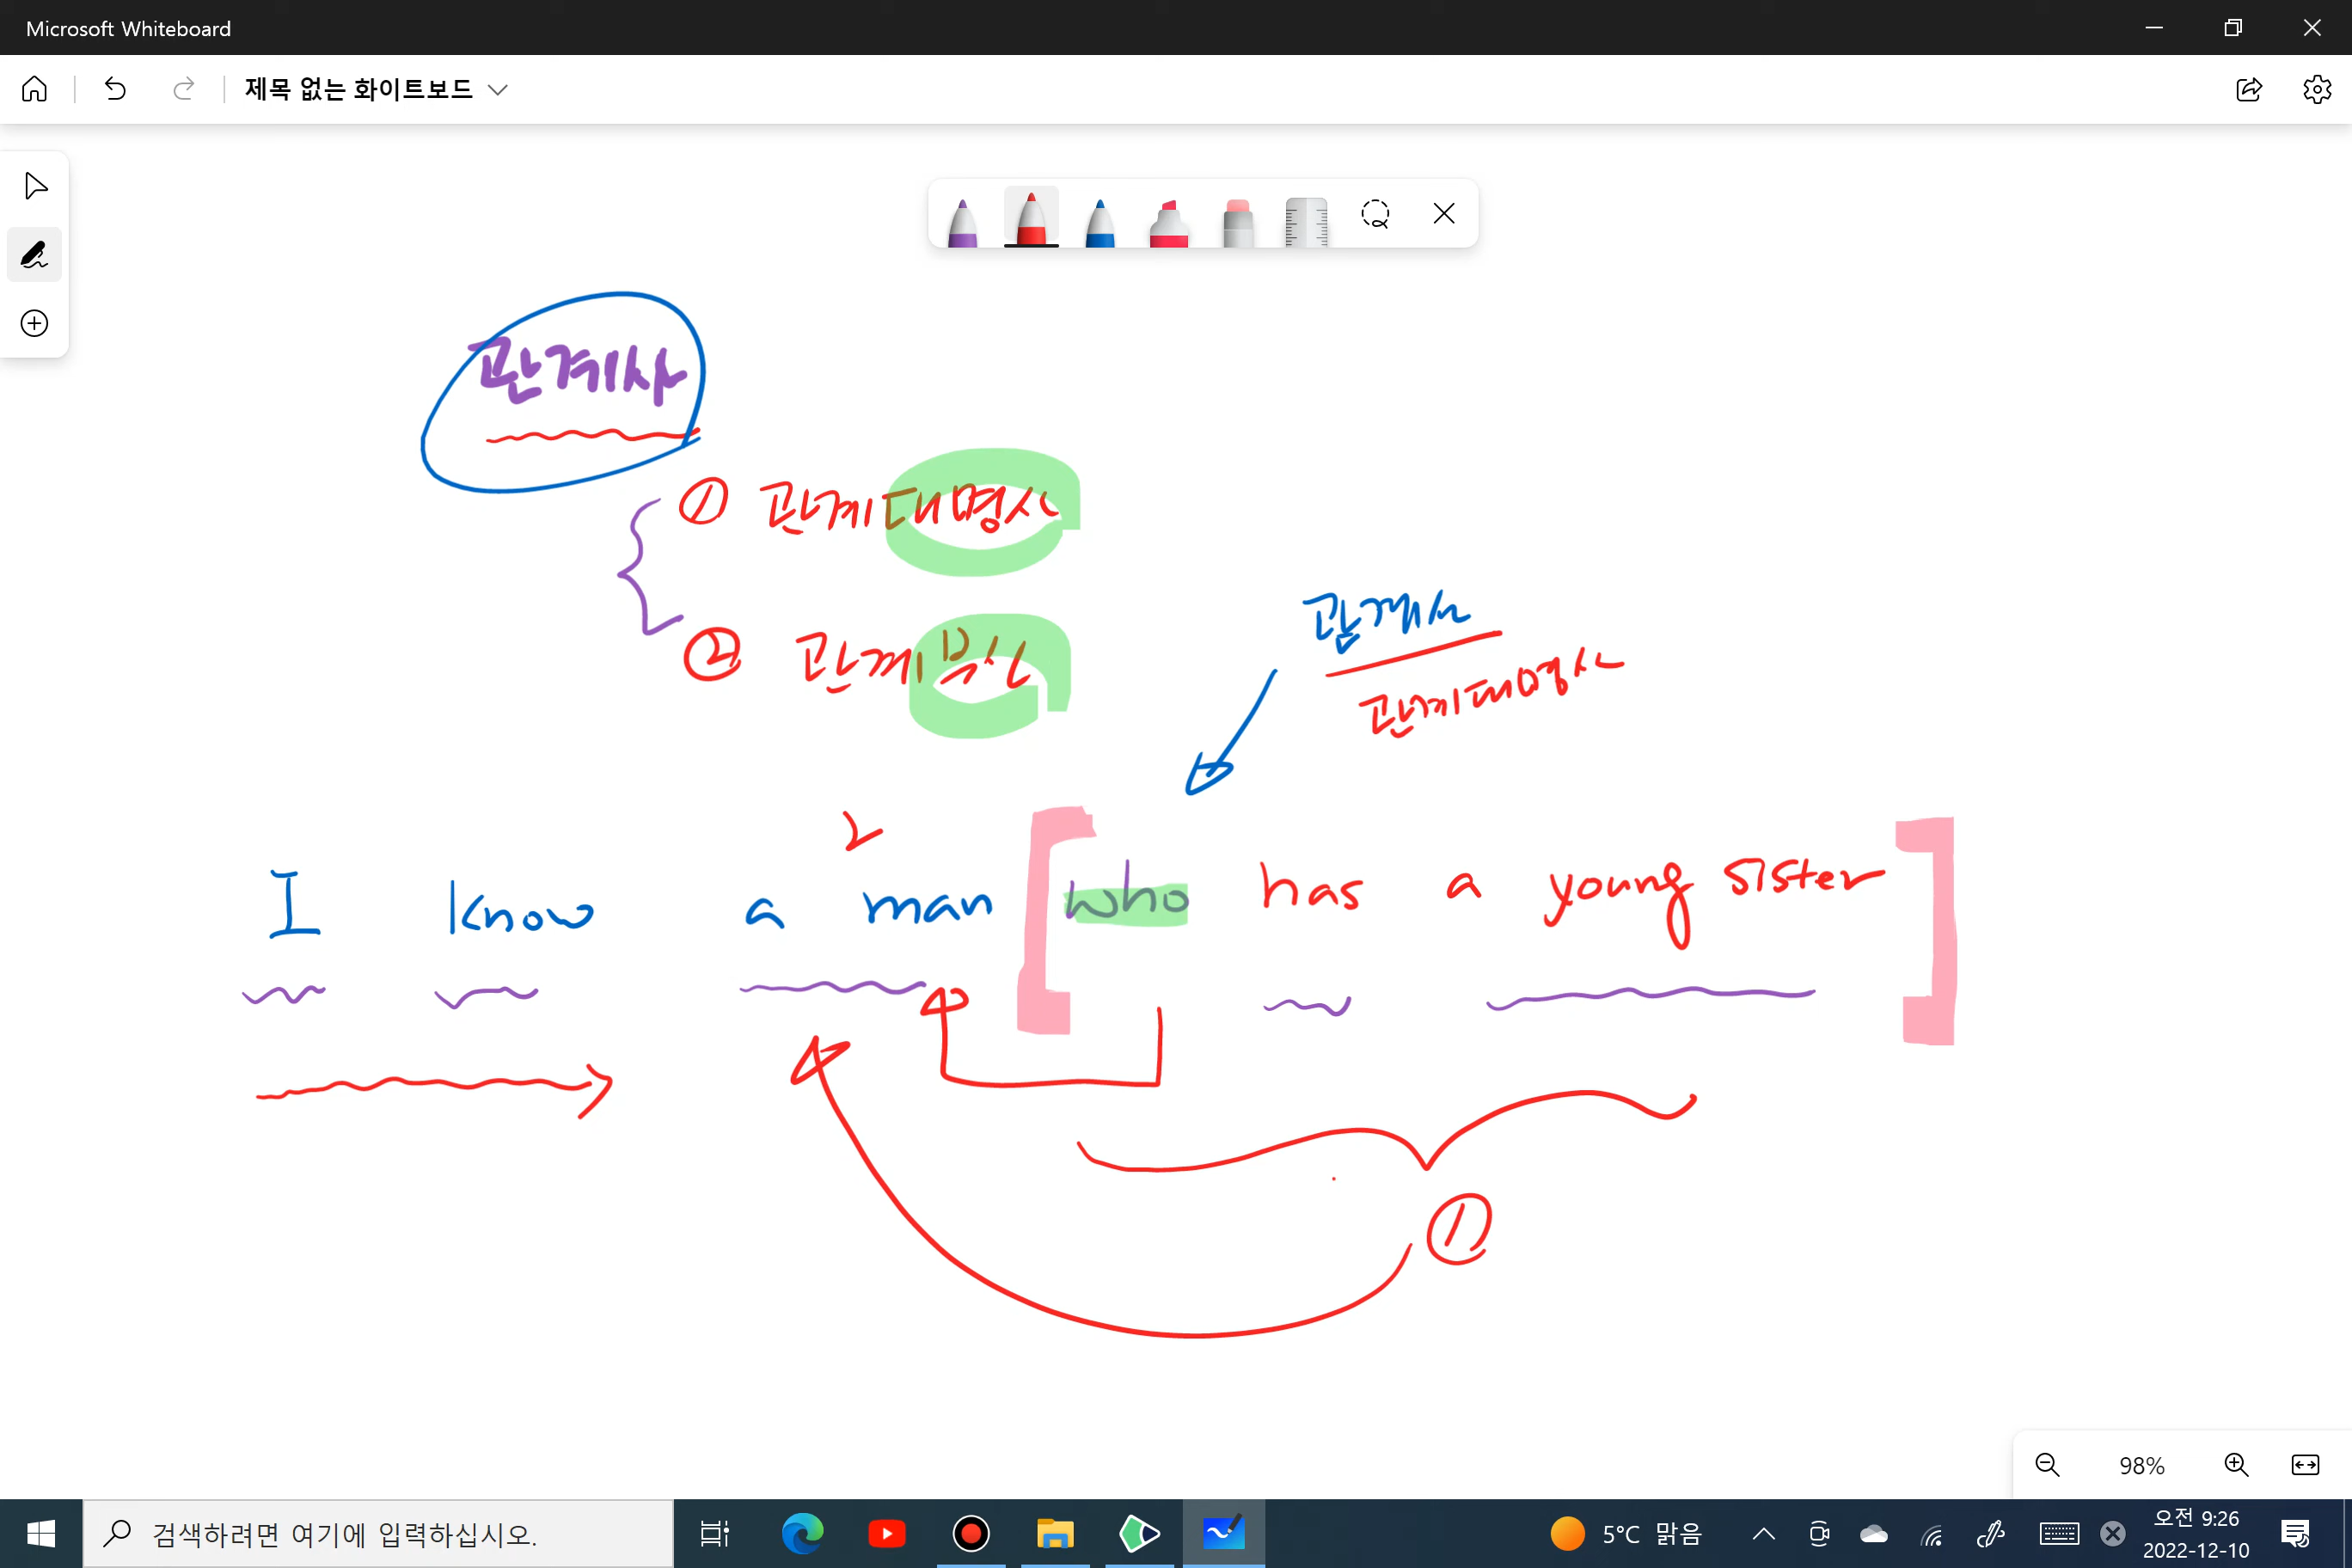 Microsoft Whiteboard
제목 없는 화이트보드
관계사
① 관계대명사
② 관계부사
관계사
관계대명사
I know a man [who has a young sister]
①
98%
검색하려면 여기에 입력하십시오.
5°C 맑음
오전 9:26
2022-12-10